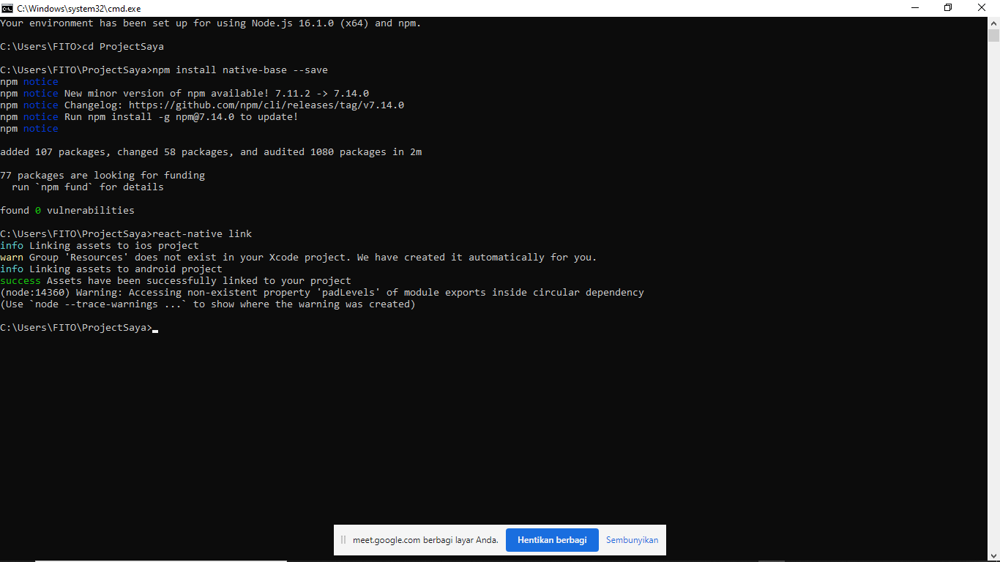 C:\Windows\system32\cmd.exe
Your environment has been set up for using Node.js 16.1.0 (x64) and npm.
C:\Users\FITO>cd ProjectSaya
C:\Users\FITO\ProjectSaya>npm install native-base --save
npm notice
npm notice New minor version of npm available! 7.11.2 -> 7.14.0
npm notice Changelog: https://github.com/npm/cli/releases/tag/v7.14.0
npm notice Run npm install -g npm@7.14.0 to update!
npm notice
added 107 packages, changed 58 packages, and audited 1080 packages in 2m
77 packages are looking for funding
  run `npm fund` for details
found 0 vulnerabilities
C:\Users\FITO\ProjectSaya>react-native link
info Linking assets to ios project
warn Group 'Resources' does not exist in your Xcode project. We have created it automatically for you.
info Linking assets to android project
success Assets have been successfully linked to your project
(node:14360) Warning: Accessing non-existent property 'padLevels' of module exports inside circular dependency
(Use `node --trace-warnings ...` to show where the warning was created)
C:\Users\FITO\ProjectSaya>
meet.google.com berbagi layar Anda. Hentikan berbagi Sembunyikan